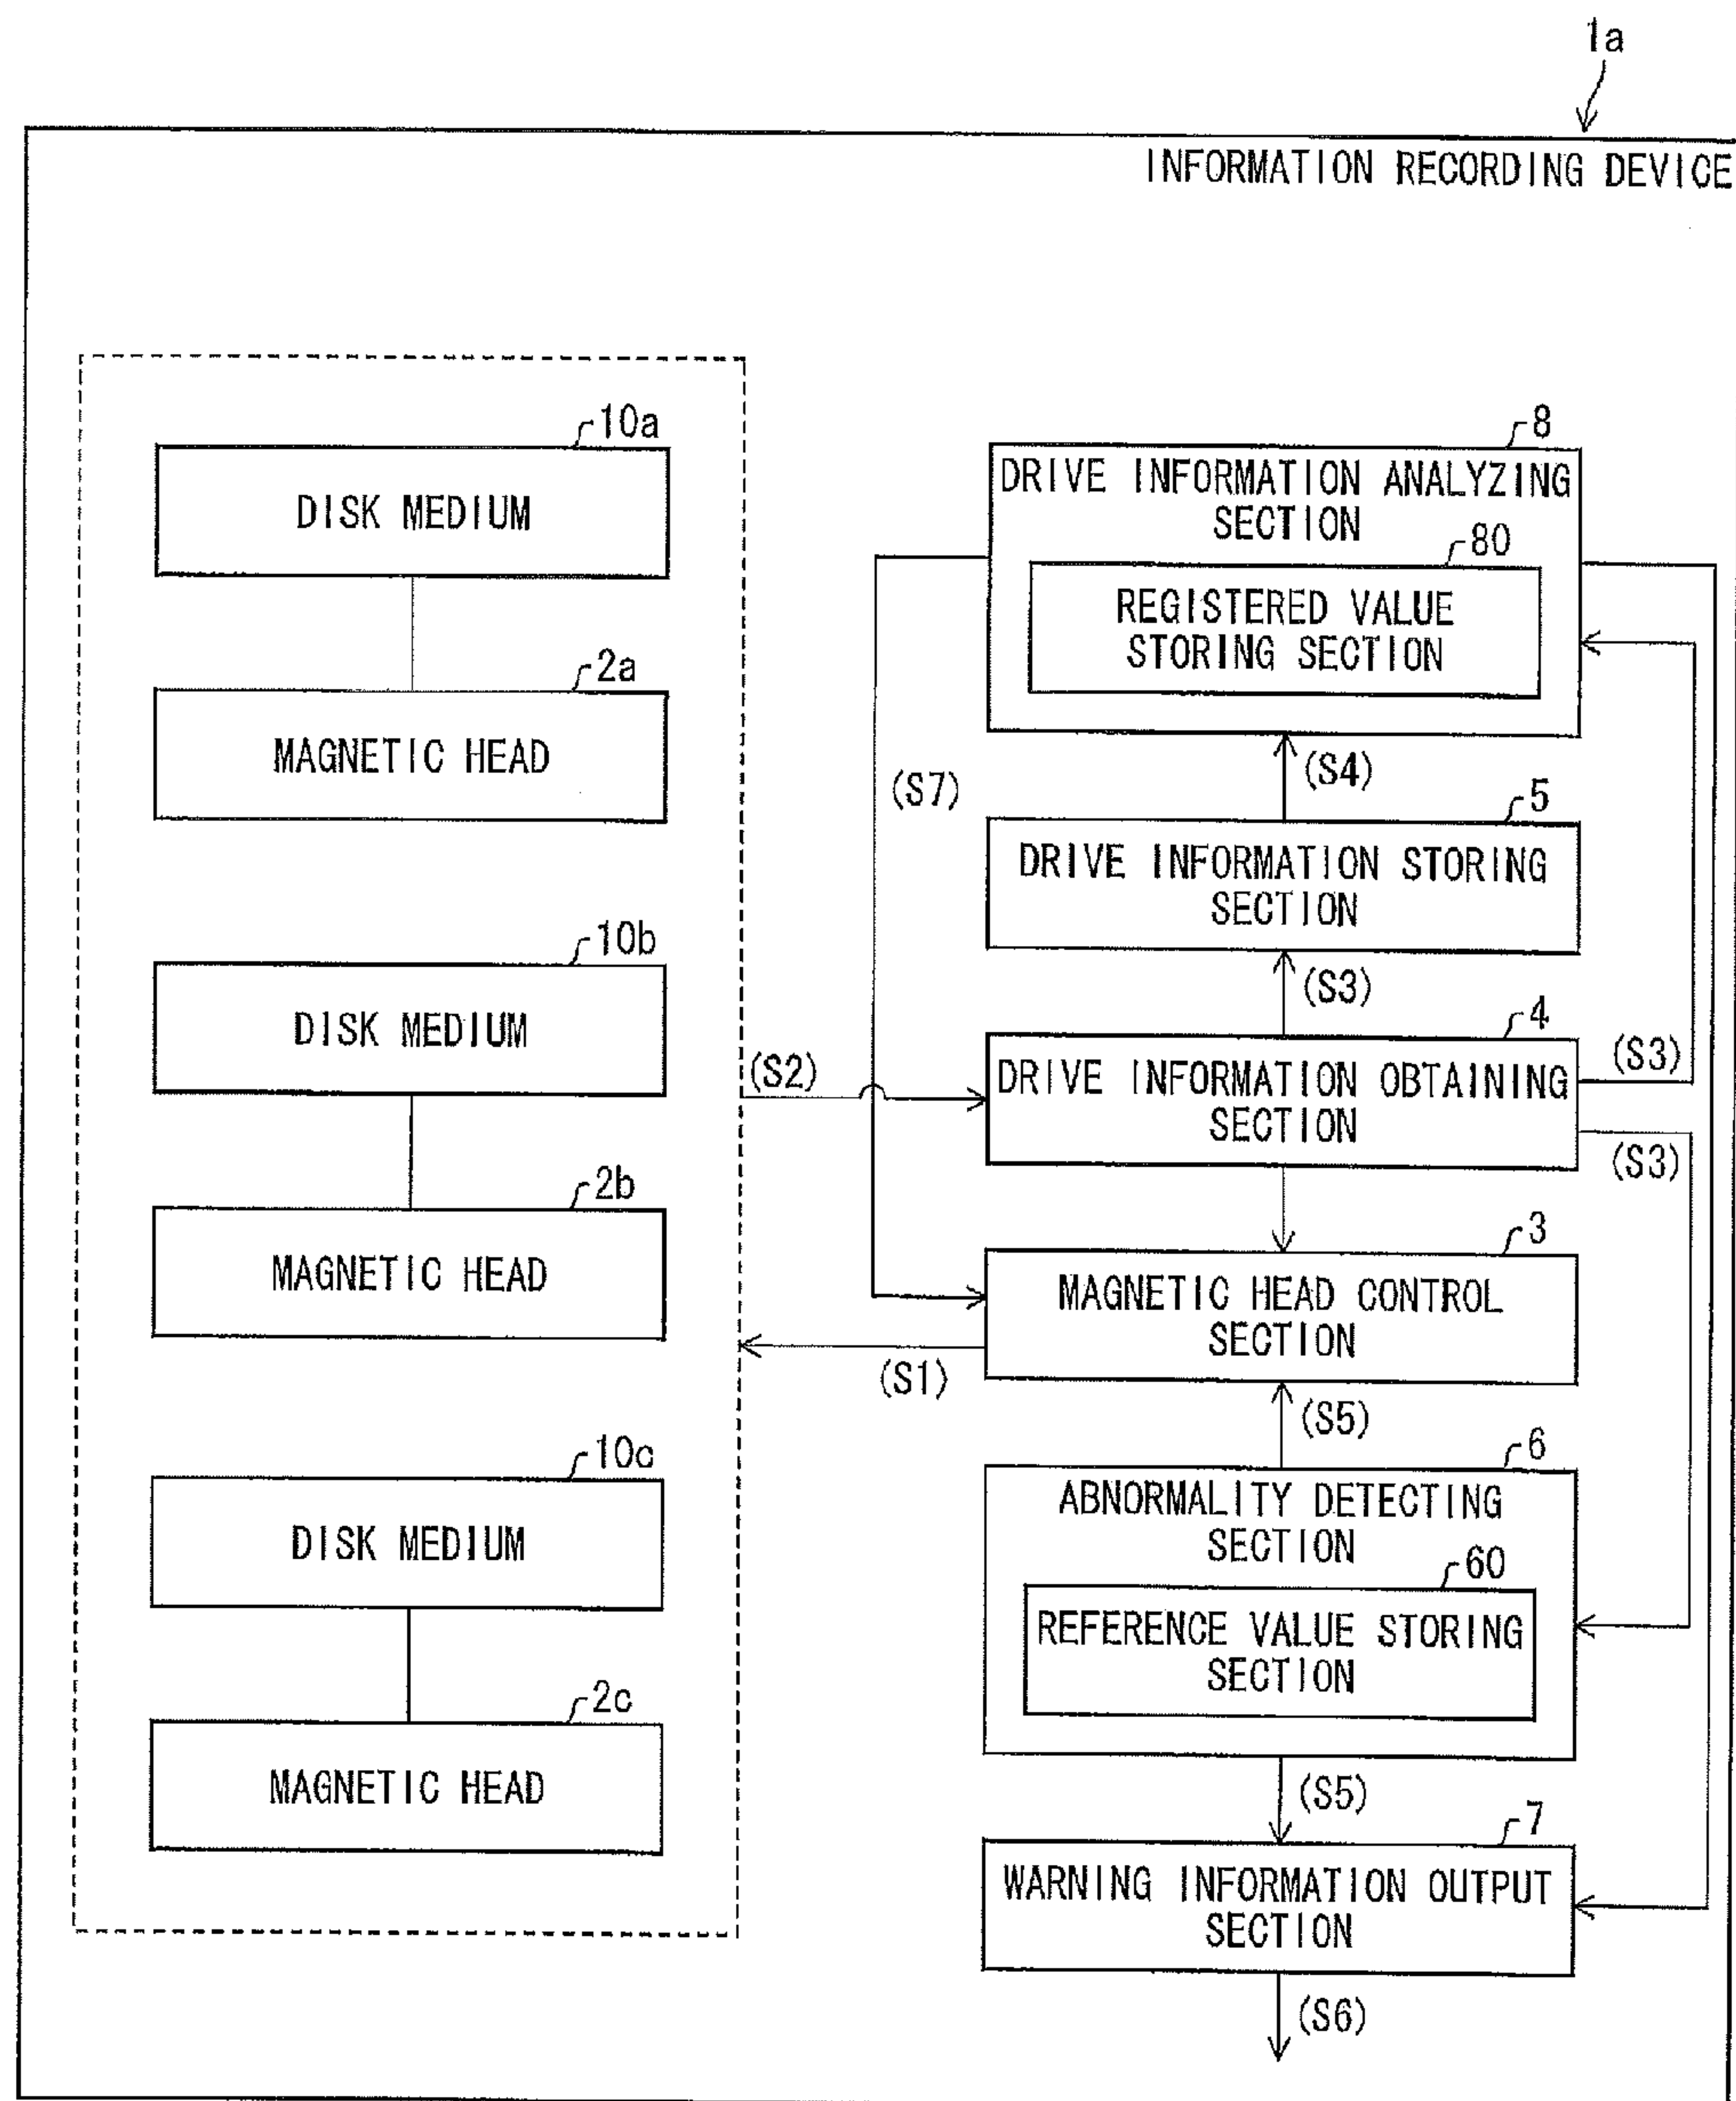 1a
INFORMATION RECORDING DEVICE
10a
DISK MEDIUM
2a
MAGNETIC HEAD
10b
DISK MEDIUM
2b
MAGNETIC HEAD
10c
DISK MEDIUM
2c
MAGNETIC HEAD
8
DRIVE INFORMATION ANALYZING
SECTION
80
REGISTERED VALUE
STORING SECTION
(S7)
(S4)
5
DRIVE INFORMATION STORING
SECTION
(S3)
4
(S2)
DRIVE INFORMATION OBTAINING
SECTION
(S3)
(S3)
3
MAGNETIC HEAD CONTROL
SECTION
(S1)
(S5)
6
ABNORMALITY DETECTING
SECTION
60
REFERENCE VALUE STORING
SECTION
(S5)
7
WARNING INFORMATION OUTPUT
SECTION
(S6)